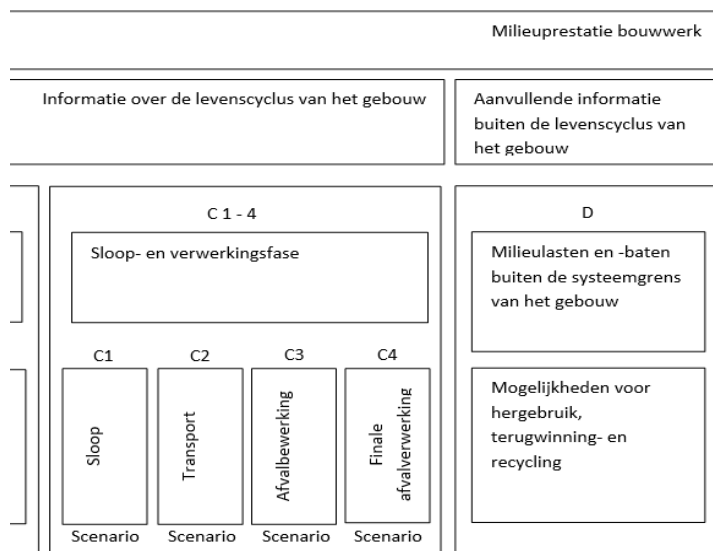 Milieuprestatie bouwwerk
Informatie over de levenscyclus van het gebouw
Aanvullende informatie
buiten de levenscyclus van
het gebouw
C 1 - 4
Sloop- en verwerkingsfase
C1
C2
C3
C4
Sloop
Transport
Afvalbewerking
Finale
afvalverwerking
Scenario
Scenario
Scenario
Scenario
D
Milieulasten en -baten
buiten de systeemgrens
van het gebouw
Mogelijkheden voor
hergebruik,
terugwinning- en
recycling